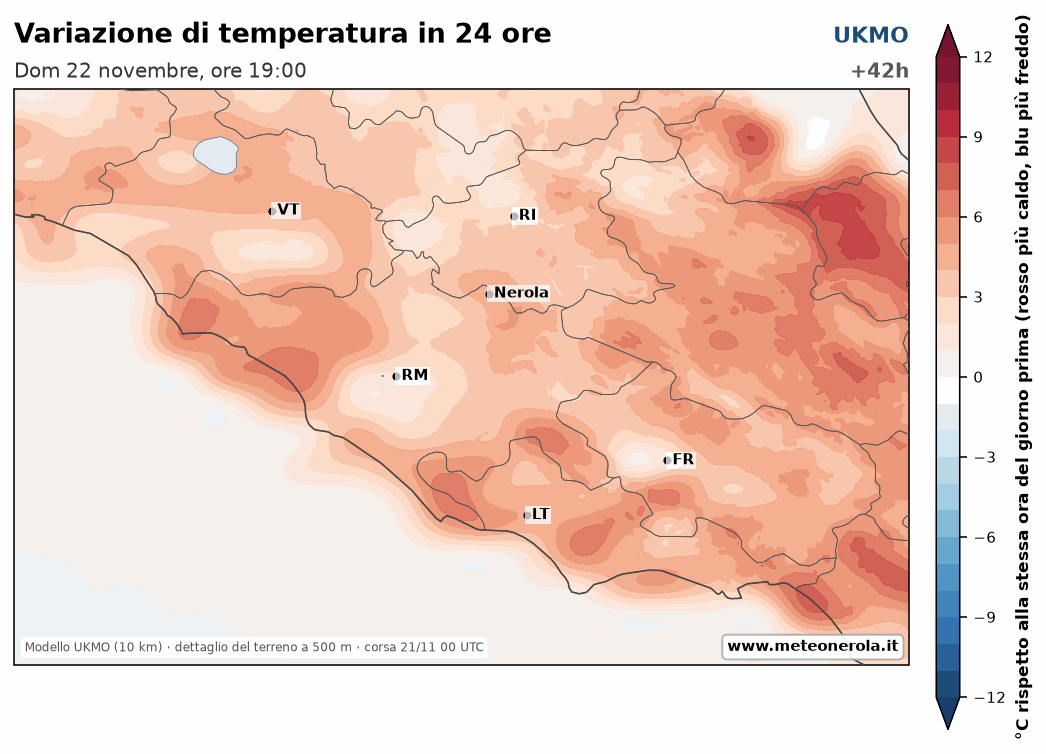 Variazione di temperatura in 24 ore
UKMO
Dom 22 novembre, ore 19:00
+42h
VT
RI
Nerola
RM
FR
LT
Modello UKMO (10 km) · dettaglio del terreno a 500 m · corsa 21/11 00 UTC
www.meteonerola.it
12
9
6
3
0
−3
−6
−9
−12
°C rispetto alla stessa ora del giorno prima (rosso più caldo, blu più freddo)